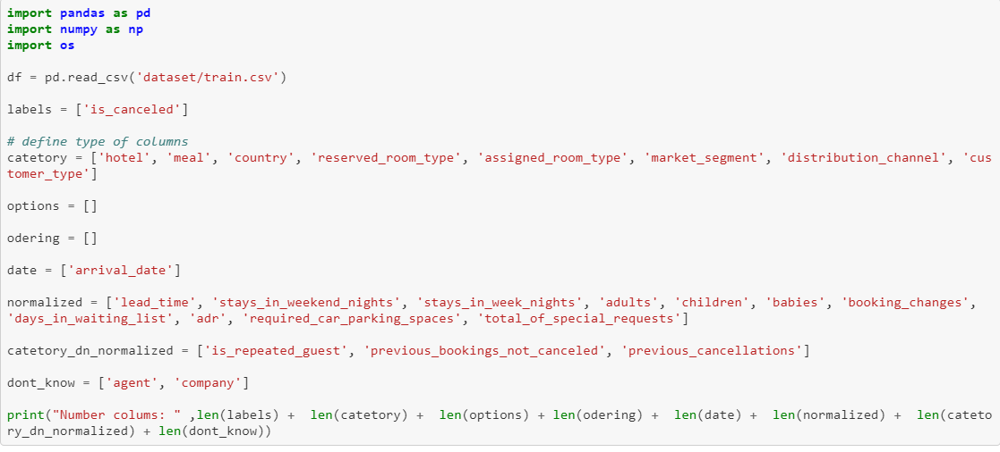 import pandas as pd
import numpy as np
import os
df = pd.read_csv('dataset/train.csv')
labels = ['is_canceled']
# define type of columns
catetory = ['hotel', 'meal', 'country', 'reserved_room_type', 'assigned_room_type', 'market_segment', 'distribution_channel', 'cus
tomer_type']
options = []
odering = []
date = ['arrival_date']
normalized = ['lead_time', 'stays_in_weekend_nights', 'stays_in_week_nights', 'adults', 'children', 'babies', 'booking_changes',
'days_in_waiting_list', 'adr', 'required_car_parking_spaces', 'total_of_special_requests']
catetory_dn_normalized = ['is_repeated_guest', 'previous_bookings_not_canceled', 'previous_cancellations']
dont_know = ['agent', 'company']
print("Number colums: " ,len(labels) +  len(catetory) +  len(options) + len(odering) +  len(date) +  len(normalized) +  len(cateto
ry_dn_normalized) + len(dont_know))